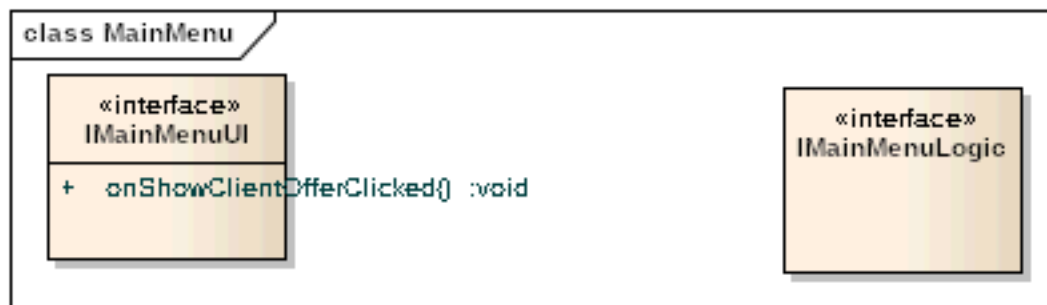 class MainMenu
«interface»
IMainMenuUI
+ onShowClientOfferClicked() :void
«interface»
IMainMenuLogic